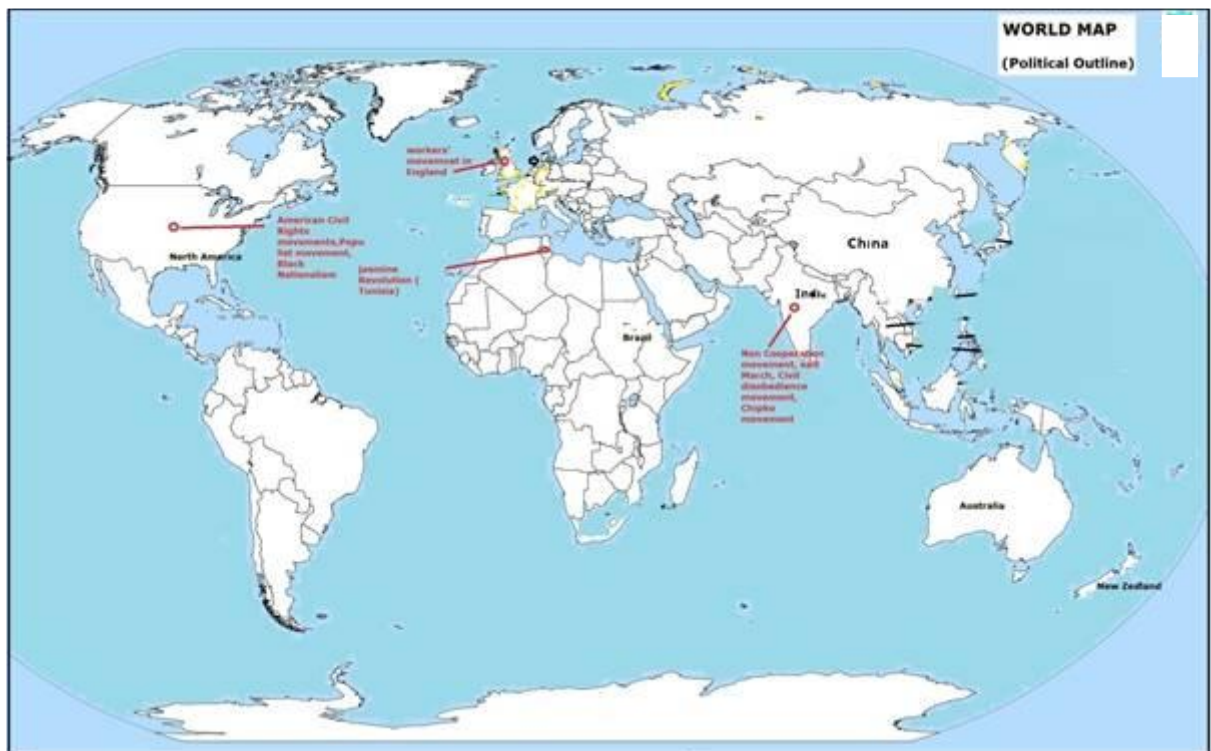 WORLD MAP
(Political Outline)
workers'
movement in
England
American Civil
Rights
movements,Popu
list movement,
Black
Nationalism
North America
Jasmine
Revolution (
Tunisia)
China
India
Brazil
Non Cooperation
movement, salt
March, Civil
disobedience
movement,
Chipko
movement
Australia
New Zealand